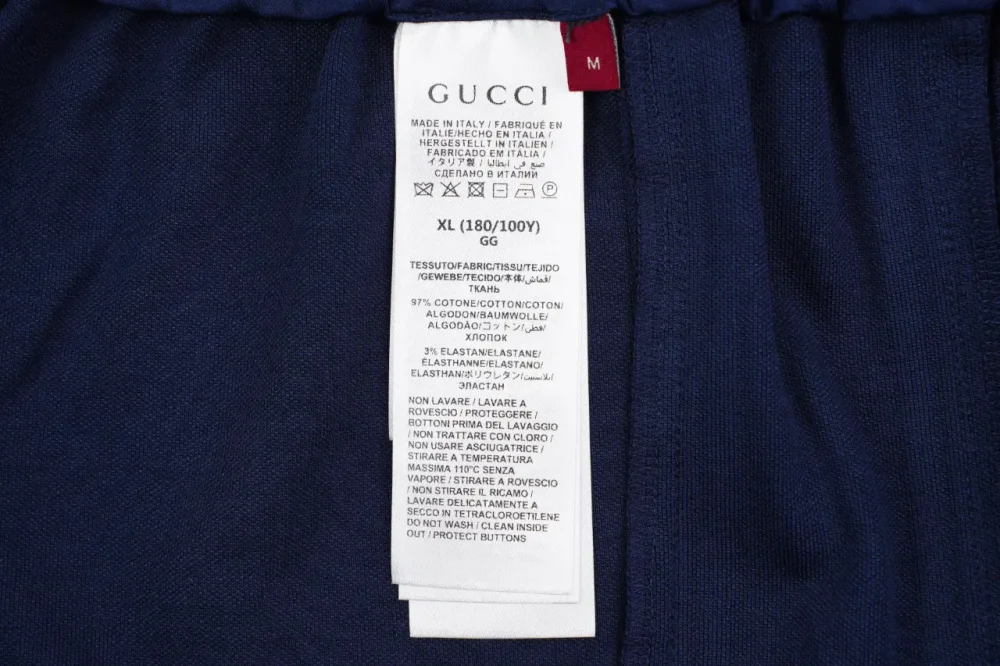 M
GUCCI
MADE IN ITALY / FABRIQUÉ EN
ITALIE/HECHO EN ITALIA /
HERGESTELLT IN ITALIEN /
FABRICADO EM ITÁLIA /
イタリア製 / صنع في ايطاليا
СДЕЛАНО В ИТАЛИИ
P
XL (180/100Y)
GG
TESSUTO/FABRIC/TISSU/TEJIDO
/GEWEBE/TECIDO/本体/قماش/
ТКАНЬ
97% COTONE/COTTON/COTON/
ALGODON/BAUMWOLLE/
ALGODÃO/コットン/قطن/
ХЛОПОК
3% ELASTAN/ELASTANE/
ÉLASTHANNE/ELASTANO/
ELASTHAN/ポリウレタン/
ЭЛАСТАН
NON LAVARE / LAVARE A
ROVESCIO / PROTEGGERE /
BOTTONI PRIMA DEL LAVAGGIO
/ NON TRATTARE CON CLORO /
NON USARE ASCIUGATRICE /
STIRARE A TEMPERATURA
MASSIMA 110°C SENZA
VAPORE / STIRARE A ROVESCIO
/ NON STIRARE IL RICAMO /
LAVARE DELICATAMENTE A
SECCO IN TETRACLOROETILENE
DO NOT WASH / CLEAN INSIDE
OUT / PROTECT BUTTONS